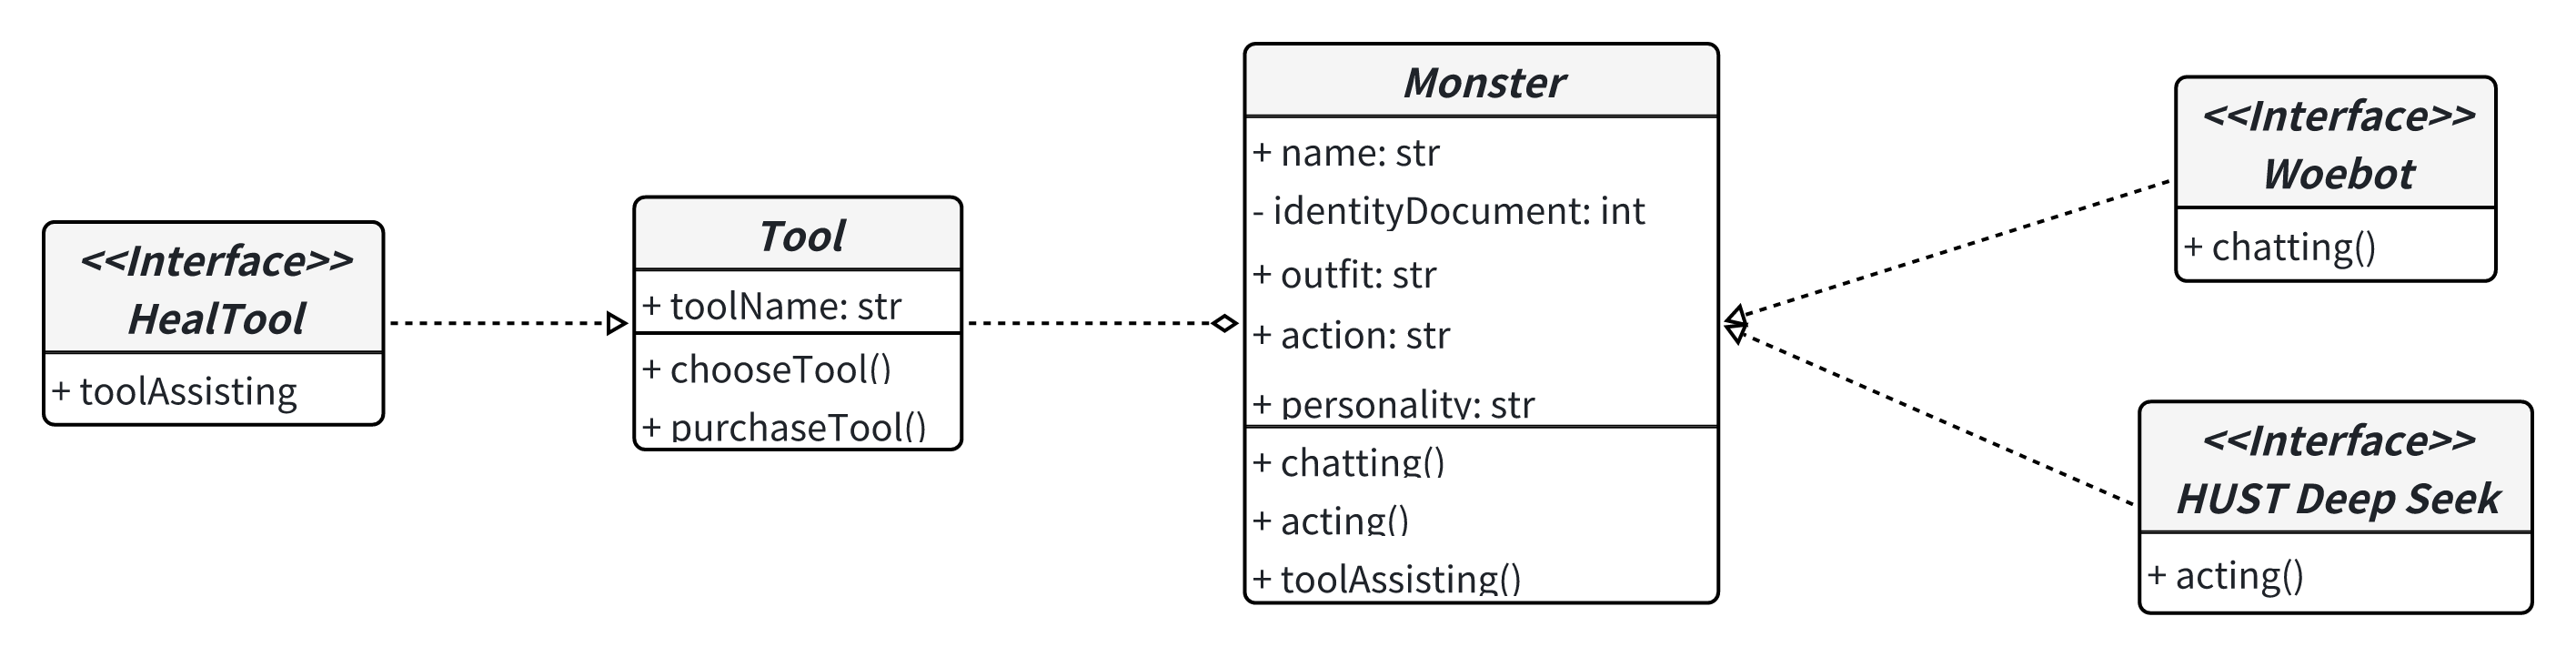 <<Interface>>
HealTool
+ toolAssisting
Tool
+ toolName: str
+ chooseTool()
+ purchaseTool()
Monster
+ name: str
- identityDocument: int
+ outfit: str
+ action: str
+ personality: str
+ chatting()
+ acting()
+ toolAssisting()
<<Interface>>
Woebot
+ chatting()
<<Interface>>
HUST Deep Seek
+ acting()